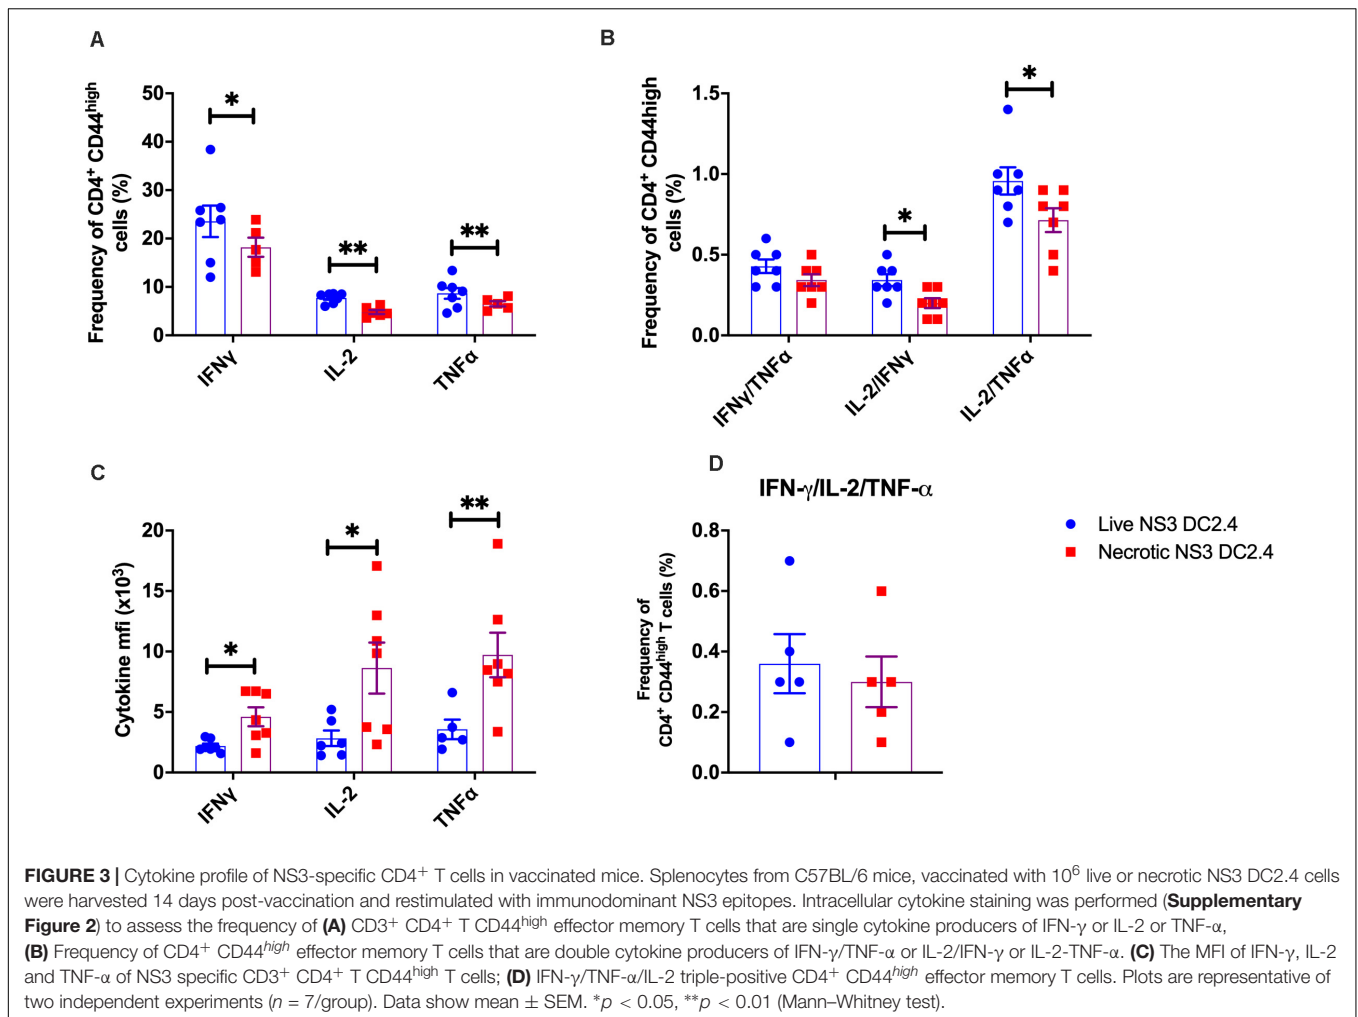 A
Frequency of CD4+ CD44high
cells (%)
50
40
30
20
10
0
*
**
**
IFNγ
IL-2
TNFα
B
Frequency of CD4+ CD44high
cells (%)
1.5
1.0
0.5
0.0
*
*
IFNγ/TNFα
IL-2/IFNγ
IL-2/TNFα
C
Cytokine mfi (x10³)
20
15
10
5
0
*
*
**
IFNγ
IL-2
TNFα
D
IFN-γ/IL-2/TNF-α
Frequency of
CD4+ CD44high T cells (%)
0.8
0.6
0.4
0.2
0.0
Live NS3 DC2.4
Necrotic NS3 DC2.4
FIGURE 3 | Cytokine profile of NS3-specific CD4+ T cells in vaccinated mice. Splenocytes from C57BL/6 mice, vaccinated with 10⁶ live or necrotic NS3 DC2.4 cells
were harvested 14 days post-vaccination and restimulated with immunodominant NS3 epitopes. Intracellular cytokine staining was performed (Supplementary
Figure 2) to assess the frequency of (A) CD3+ CD4+ T CD44high effector memory T cells that are single cytokine producers of IFN-γ or IL-2 or TNF-α,
(B) Frequency of CD4+ CD44high effector memory T cells that are double cytokine producers of IFN-γ/TNF-α or IL-2/IFN-γ or IL-2-TNF-α. (C) The MFI of IFN-γ, IL-2
and TNF-α of NS3 specific CD3+ CD4+ T CD44high T cells; (D) IFN-γ/TNF-α/IL-2 triple-positive CD4+ CD44high effector memory T cells. Plots are representative of
two independent experiments (n = 7/group). Data show mean ± SEM. *p < 0.05, **p < 0.01 (Mann–Whitney test).